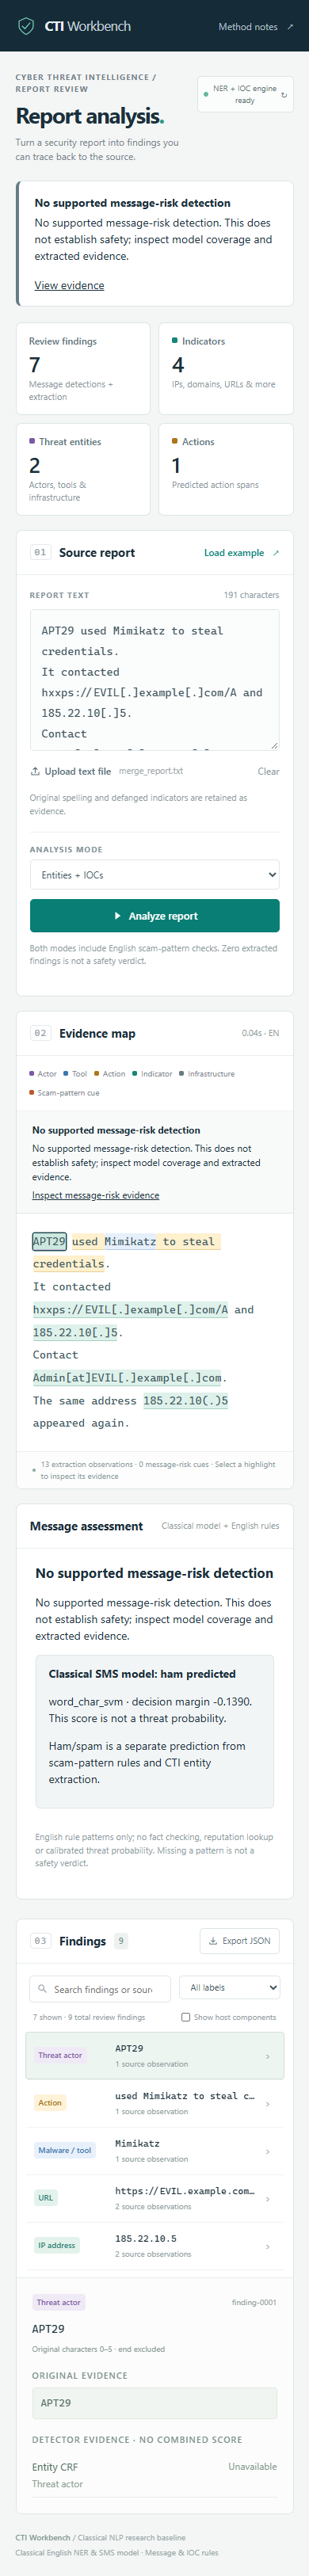 CTI Workbench
Method notes ↗
CYBER THREAT INTELLIGENCE /
REPORT REVIEW
NER + IOC engine
ready ↻
Report analysis.
Turn a security report into findings you
can trace back to the source.
No supported message-risk detection
No supported message-risk detection. This does
not establish safety; inspect model coverage and
extracted evidence.
View evidence
Review findings
7
Message detections +
extraction
Indicators
4
IPs, domains, URLs & more
Threat entities
2
Actors, tools &
infrastructure
Actions
1
Predicted action spans
01 Source report
Load example ↗
REPORT TEXT
191 characters
APT29 used Mimikatz to steal
credentials.
It contacted
hxxps://EVIL[.]example[.]com/A and
185.22.10[.]5.
Contact
Upload text file merge_report.txt
Clear
Original spelling and defanged indicators are retained as
evidence.
ANALYSIS MODE
Entities + IOCs
Analyze report
Both modes include English scam-pattern checks. Zero extracted
findings is not a safety verdict.
02 Evidence map
0.04s · EN
Actor Tool Action Indicator Infrastructure
Scam-pattern cue
No supported message-risk detection
No supported message-risk detection. This does not
establish safety; inspect model coverage and extracted
evidence.
Inspect message-risk evidence
APT29 used Mimikatz to steal
credentials.
It contacted
hxxps://EVIL[.]example[.]com/A and
185.22.10[.]5.
Contact
Admin[at]EVIL[.]example[.]com.
The same address 185.22.10(.)5
appeared again.
13 extraction observations · 0 message-risk cues · Select a highlight
to inspect its evidence
Message assessment
Classical model + English rules
No supported message-risk detection
No supported message-risk detection. This does
not establish safety; inspect model coverage and
extracted evidence.
Classical SMS model: ham predicted
word_char_svm · decision margin -0.1390.
This score is not a threat probability.
Ham/spam is a separate prediction from
scam-pattern rules and CTI entity
extraction.
English rule patterns only; no fact checking, reputation lookup
or calibrated threat probability. Missing a pattern is not a
safety verdict.
03 Findings 9
Export JSON
Search findings or sour
All labels
7 shown · 9 total review findings
Show host components
Threat actor
APT29
1 source observation
Action
used Mimikatz to steal c…
1 source observation
Malware / tool
Mimikatz
1 source observation
URL
https://EVIL.example.com…
2 source observations
IP address
185.22.10.5
2 source observations
Threat actor
finding-0001
APT29
Original characters 0–5 · end excluded
ORIGINAL EVIDENCE
APT29
DETECTOR EVIDENCE · NO COMBINED SCORE
Entity CRF
Unavailable
Threat actor
CTI Workbench / Classical NLP research baseline
Classical English NER & SMS model · Message & IOC rules